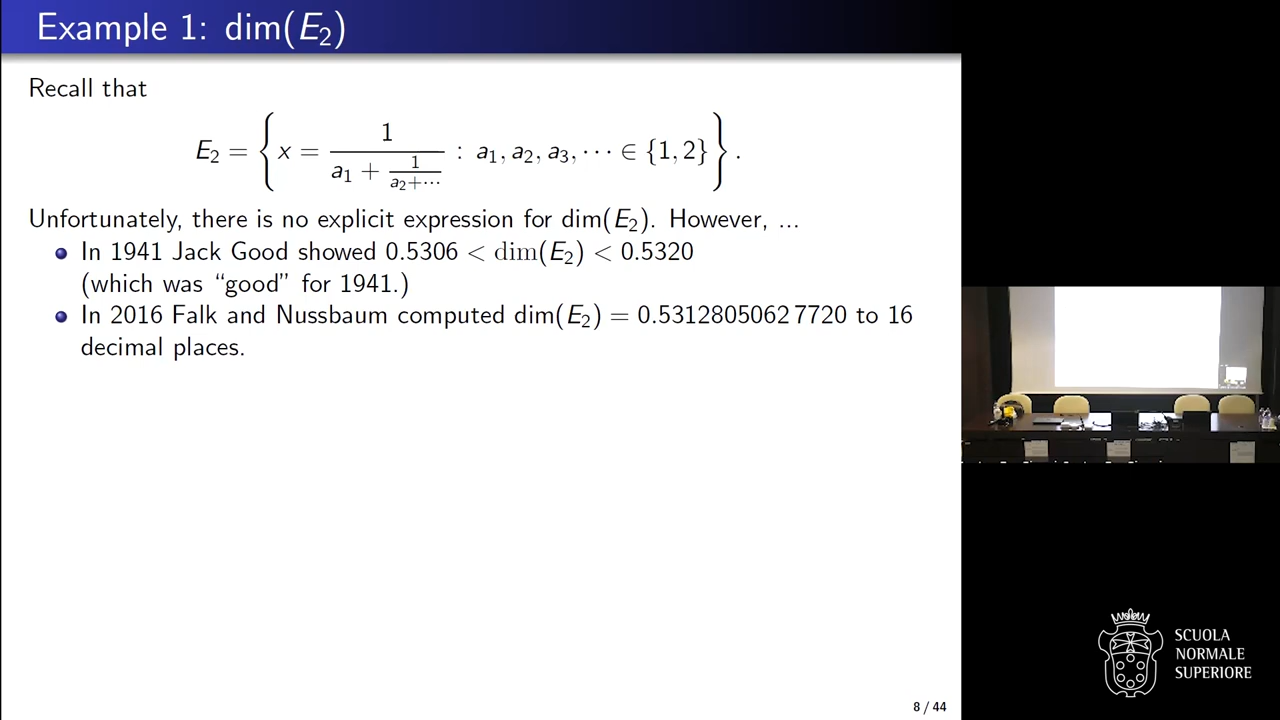 Example 1: dim(E₂)
Recall that
E₂ = { x = 1 / (a₁ + 1 / (a₂+⋯)) : a₁, a₂, a₃, ⋯ ∈ {1, 2} } .
Unfortunately, there is no explicit expression for dim(E₂). However, ...
In 1941 Jack Good showed 0.5306 < dim(E₂) < 0.5320
(which was “good” for 1941.)
In 2016 Falk and Nussbaum computed dim(E₂) = 0.5312805062 7720 to 16
decimal places.
8 / 44
SCUOLA
NORMALE
SUPERIORE